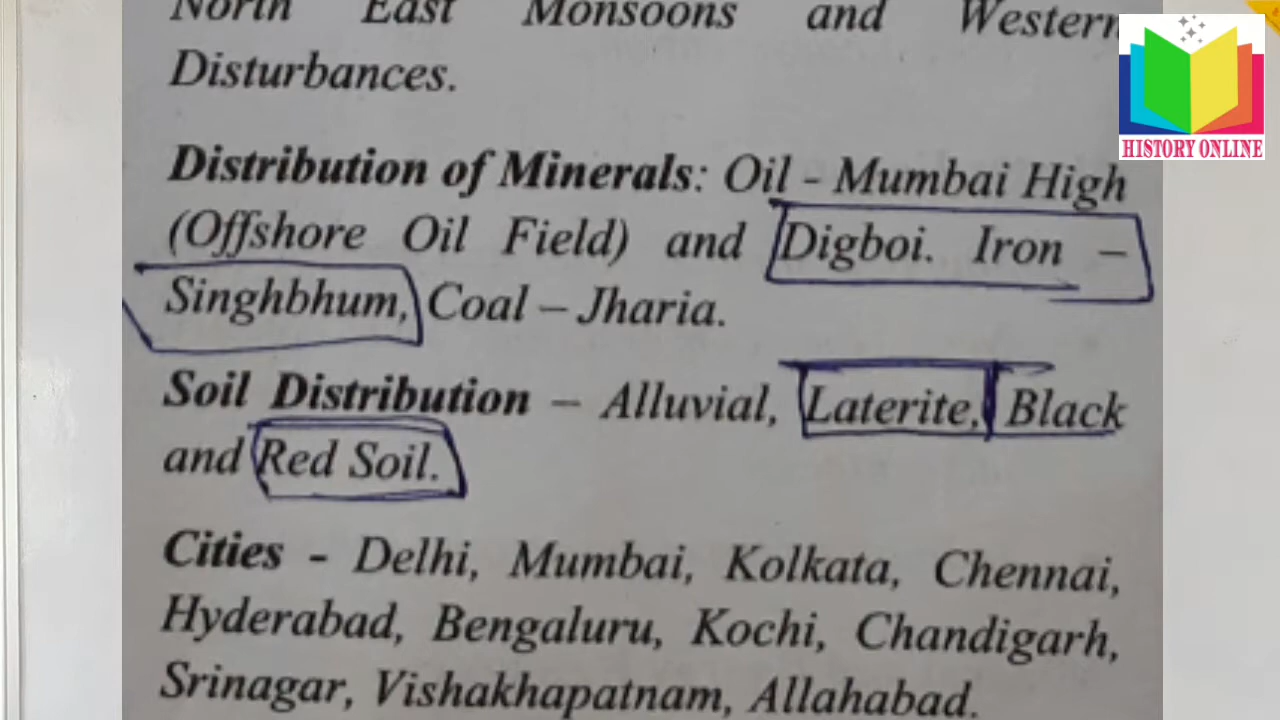 North East Monsoons and Western
Disturbances.
Distribution of Minerals: Oil - Mumbai High
(Offshore Oil Field) and Digboi. Iron –
Singhbhum, Coal – Jharia.
Soil Distribution – Alluvial, Laterite, Black
and Red Soil.
Cities - Delhi, Mumbai, Kolkata, Chennai,
Hyderabad, Bengaluru, Kochi, Chandigarh,
Srinagar, Vishakhapatnam, Allahabad.
HISTORY ONLINE